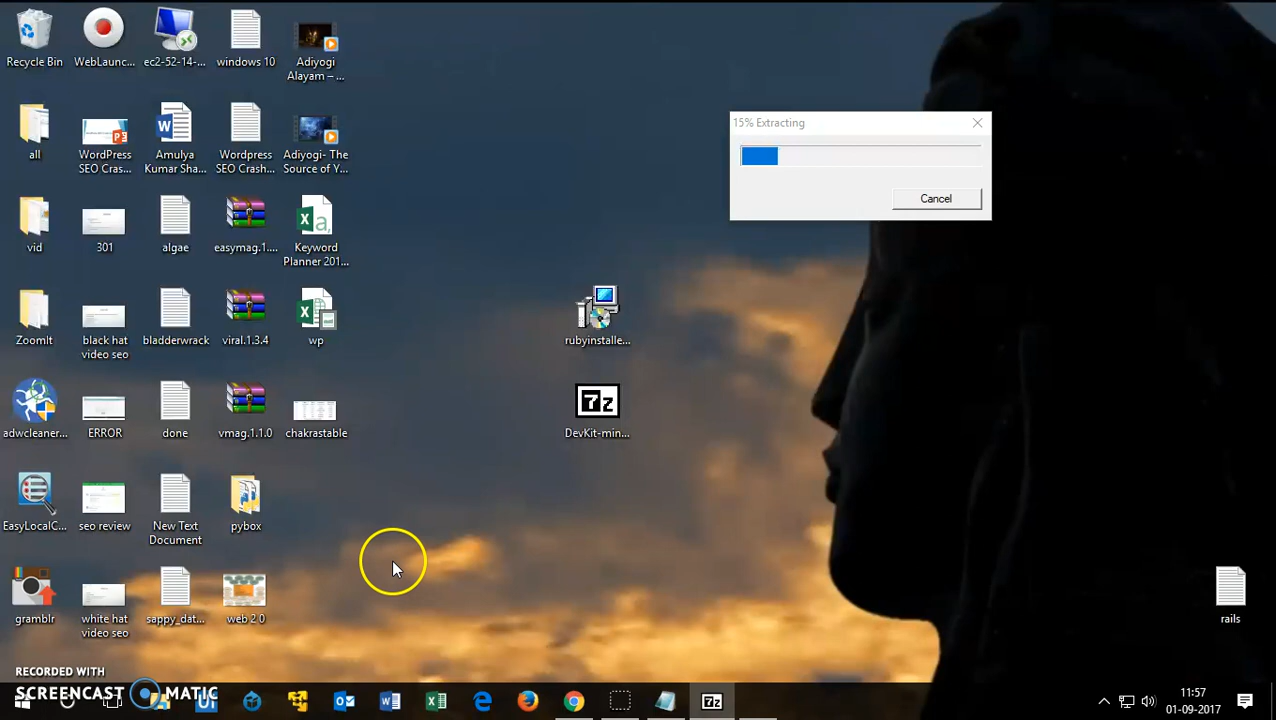 Recycle Bin
WebLaunc...
ec2-52-14-...
windows 10
Adiyogi
Alayam – ...
all
WordPress
SEO Cras...
Amulya
Kumar Sha...
Wordpress
SEO Crash...
Adiyogi- The
Source of Y...
vid
301
algae
easymag.1....
Keyword
Planner 201...
ZoomIt
black hat
video seo
bladderwrack
viral.1.3.4
wp
adwcleaner...
ERROR
done
vmag.1.1.0
chakrastable
EasyLocalC...
seo review
New Text
Document
pybox
gramblr
white hat
video seo
sappy_dat...
web 2 0
rubyinstalle...
7z
DevKit-min...
15% Extracting
Cancel
rails
RECORDED WITH
SCREENCAST MATIC
7z
11:57
01-09-2017